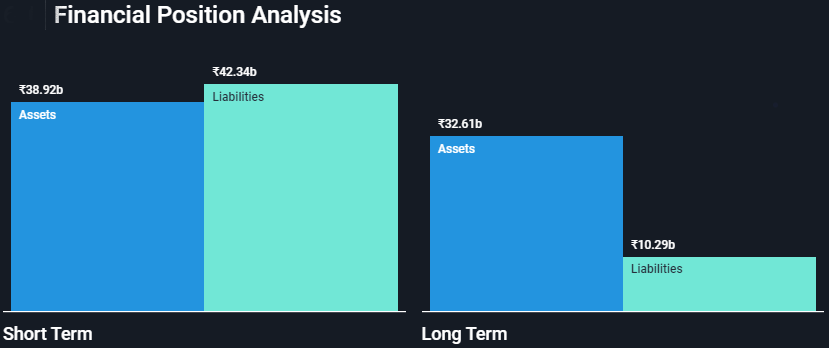 Financial Position Analysis
₹38.92b
Assets
₹42.34b
Liabilities
₹32.61b
Assets
₹10.29b
Liabilities
Short Term
Long Term